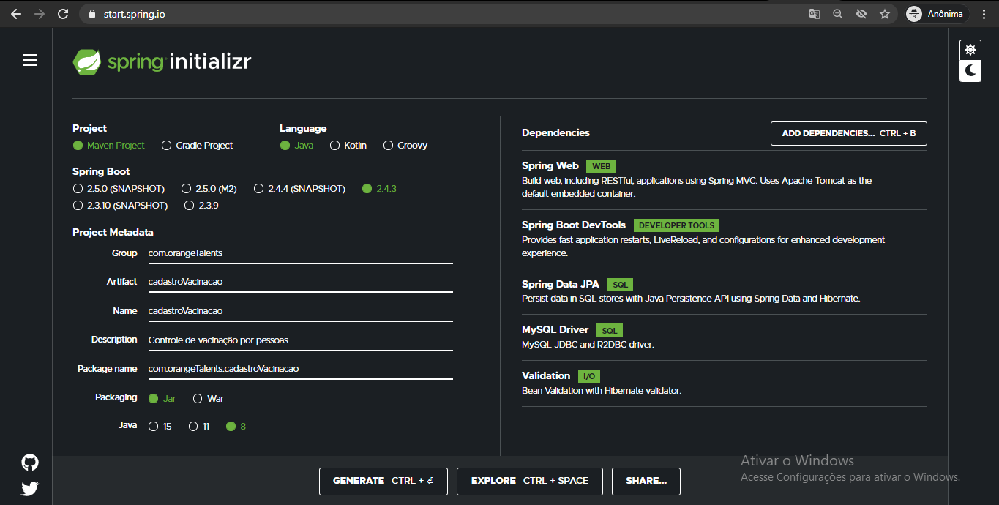 start.spring.io
Anônima
spring initializr
Project
Maven Project Gradle Project
Language
Java Kotlin Groovy
Spring Boot
2.5.0 (SNAPSHOT) 2.5.0 (M2) 2.4.4 (SNAPSHOT) 2.4.3
2.3.10 (SNAPSHOT) 2.3.9
Project Metadata
Group com.orangeTalents
Artifact cadastroVacinacao
Name cadastroVacinacao
Description Controle de vacinação por pessoas
Package name com.orangeTalents.cadastroVacinacao
Packaging Jar War
Java 15 11 8
Dependencies
ADD DEPENDENCIES... CTRL + B
Spring Web WEB
Build web, including RESTful, applications using Spring MVC. Uses Apache Tomcat as the
default embedded container.
Spring Boot DevTools DEVELOPER TOOLS
Provides fast application restarts, LiveReload, and configurations for enhanced development
experience.
Spring Data JPA SQL
Persist data in SQL stores with Java Persistence API using Spring Data and Hibernate.
MySQL Driver SQL
MySQL JDBC and R2DBC driver.
Validation I/O
Bean Validation with Hibernate validator.
GENERATE CTRL + ⏎
EXPLORE CTRL + SPACE
SHARE...
Ativar o Windows
Acesse Configurações para ativar o Windows.